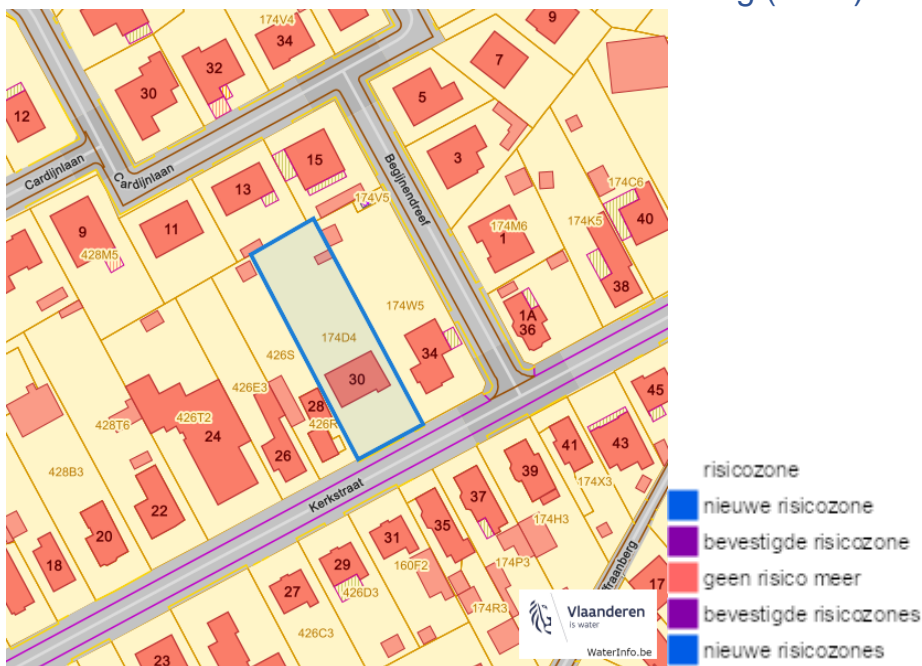 174V4
9
34
7
32
30
5
12
Cardijnlaan
3
15
Cardijnlaan
13
Begijnendreef
174C6
174V5
9
11
174M6
1
174K5
40
428M5
38
174W5
1A
36
174D4
34
426S
30
426E3
45
28
426R
428T6
426T2
24
43
41
26
39
174X3
428B3
Kerkstraat
37
22
35
174H3
20
31
18
29
160F2
174P3
fraanberg
17
27
426D3
174R3
426C3
23
Vlaanderen
is water
WaterInfo.be
risicozone
nieuwe risicozone
bevestigde risicozone
geen risico meer
bevestigde risicozones
nieuwe risicozones